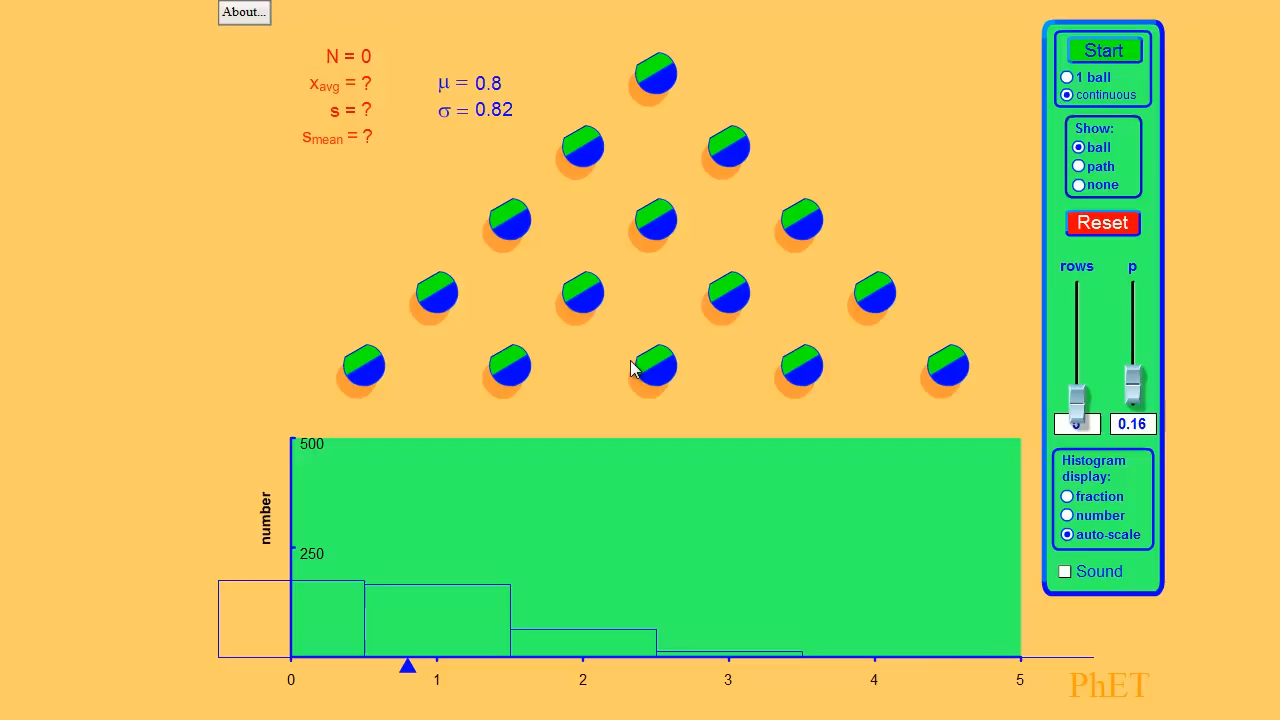 About...
N = 0
xavg = ?
s = ?
smean = ?
μ = 0.8
σ = 0.82
Start
1 ball
continuous
Show:
ball
path
none
Reset
rows p
0.16
Histogram
display:
fraction
number
auto-scale
Sound
500
250
number
0 1 2 3 4 5
PhET